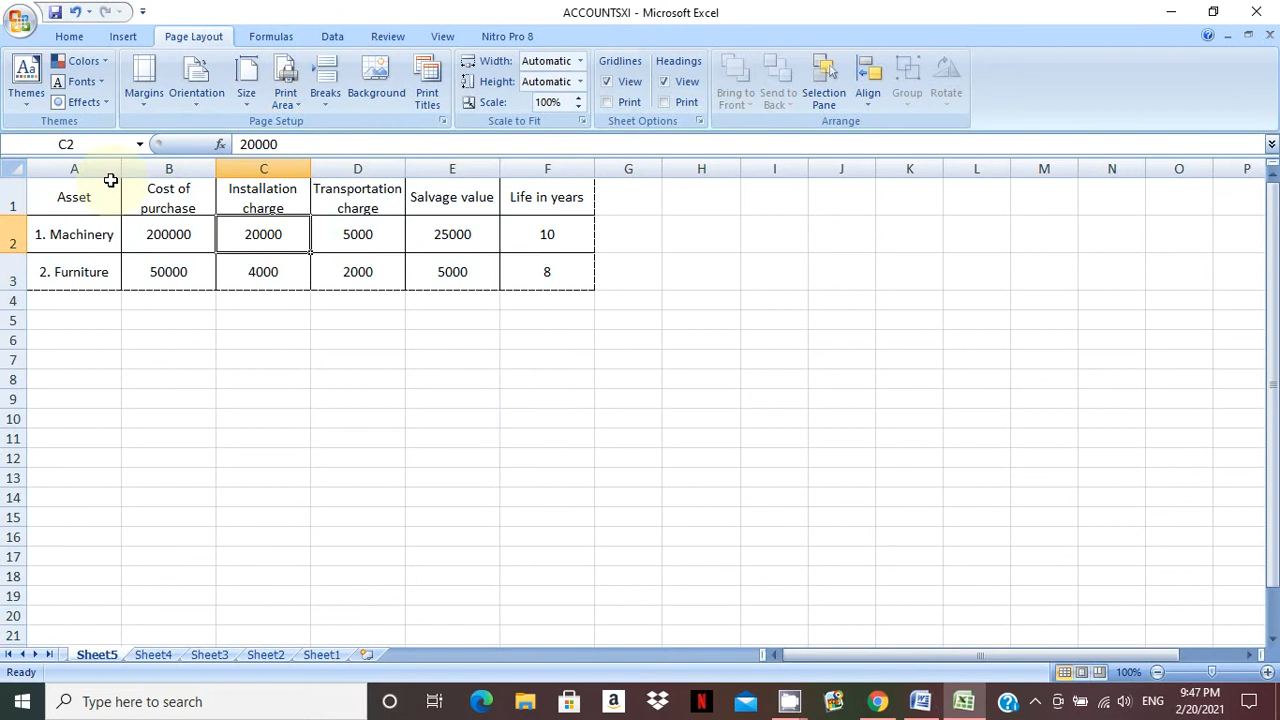 ACCOUNTSXI - Microsoft Excel
Home Insert Page Layout Formulas Data Review View Nitro Pro 8
Aa Colors Fonts Effects Themes
Themes
Margins Orientation Size Print Area Breaks Background Print Titles
Page Setup
Width: Automatic
Height: Automatic
Scale: 100%
Scale to Fit
Gridlines Headings
View View
Print Print
Sheet Options
Bring to Front Send to Back Selection Pane Align Group Rotate
Arrange
C2 fx 20000
A B C D E F G H I J K L M N O P
1 Asset Cost of purchase Installation charge Transportation charge Salvage value Life in years
2 1. Machinery 200000 20000 5000 25000 10
3 2. Furniture 50000 4000 2000 5000 8
4
5
6
7
8
9
10
11
12
13
14
15
16
17
18
19
20
21
Sheet5 Sheet4 Sheet3 Sheet2 Sheet1
Ready 100%
Type here to search
ENG
9:47 PM
2/20/2021